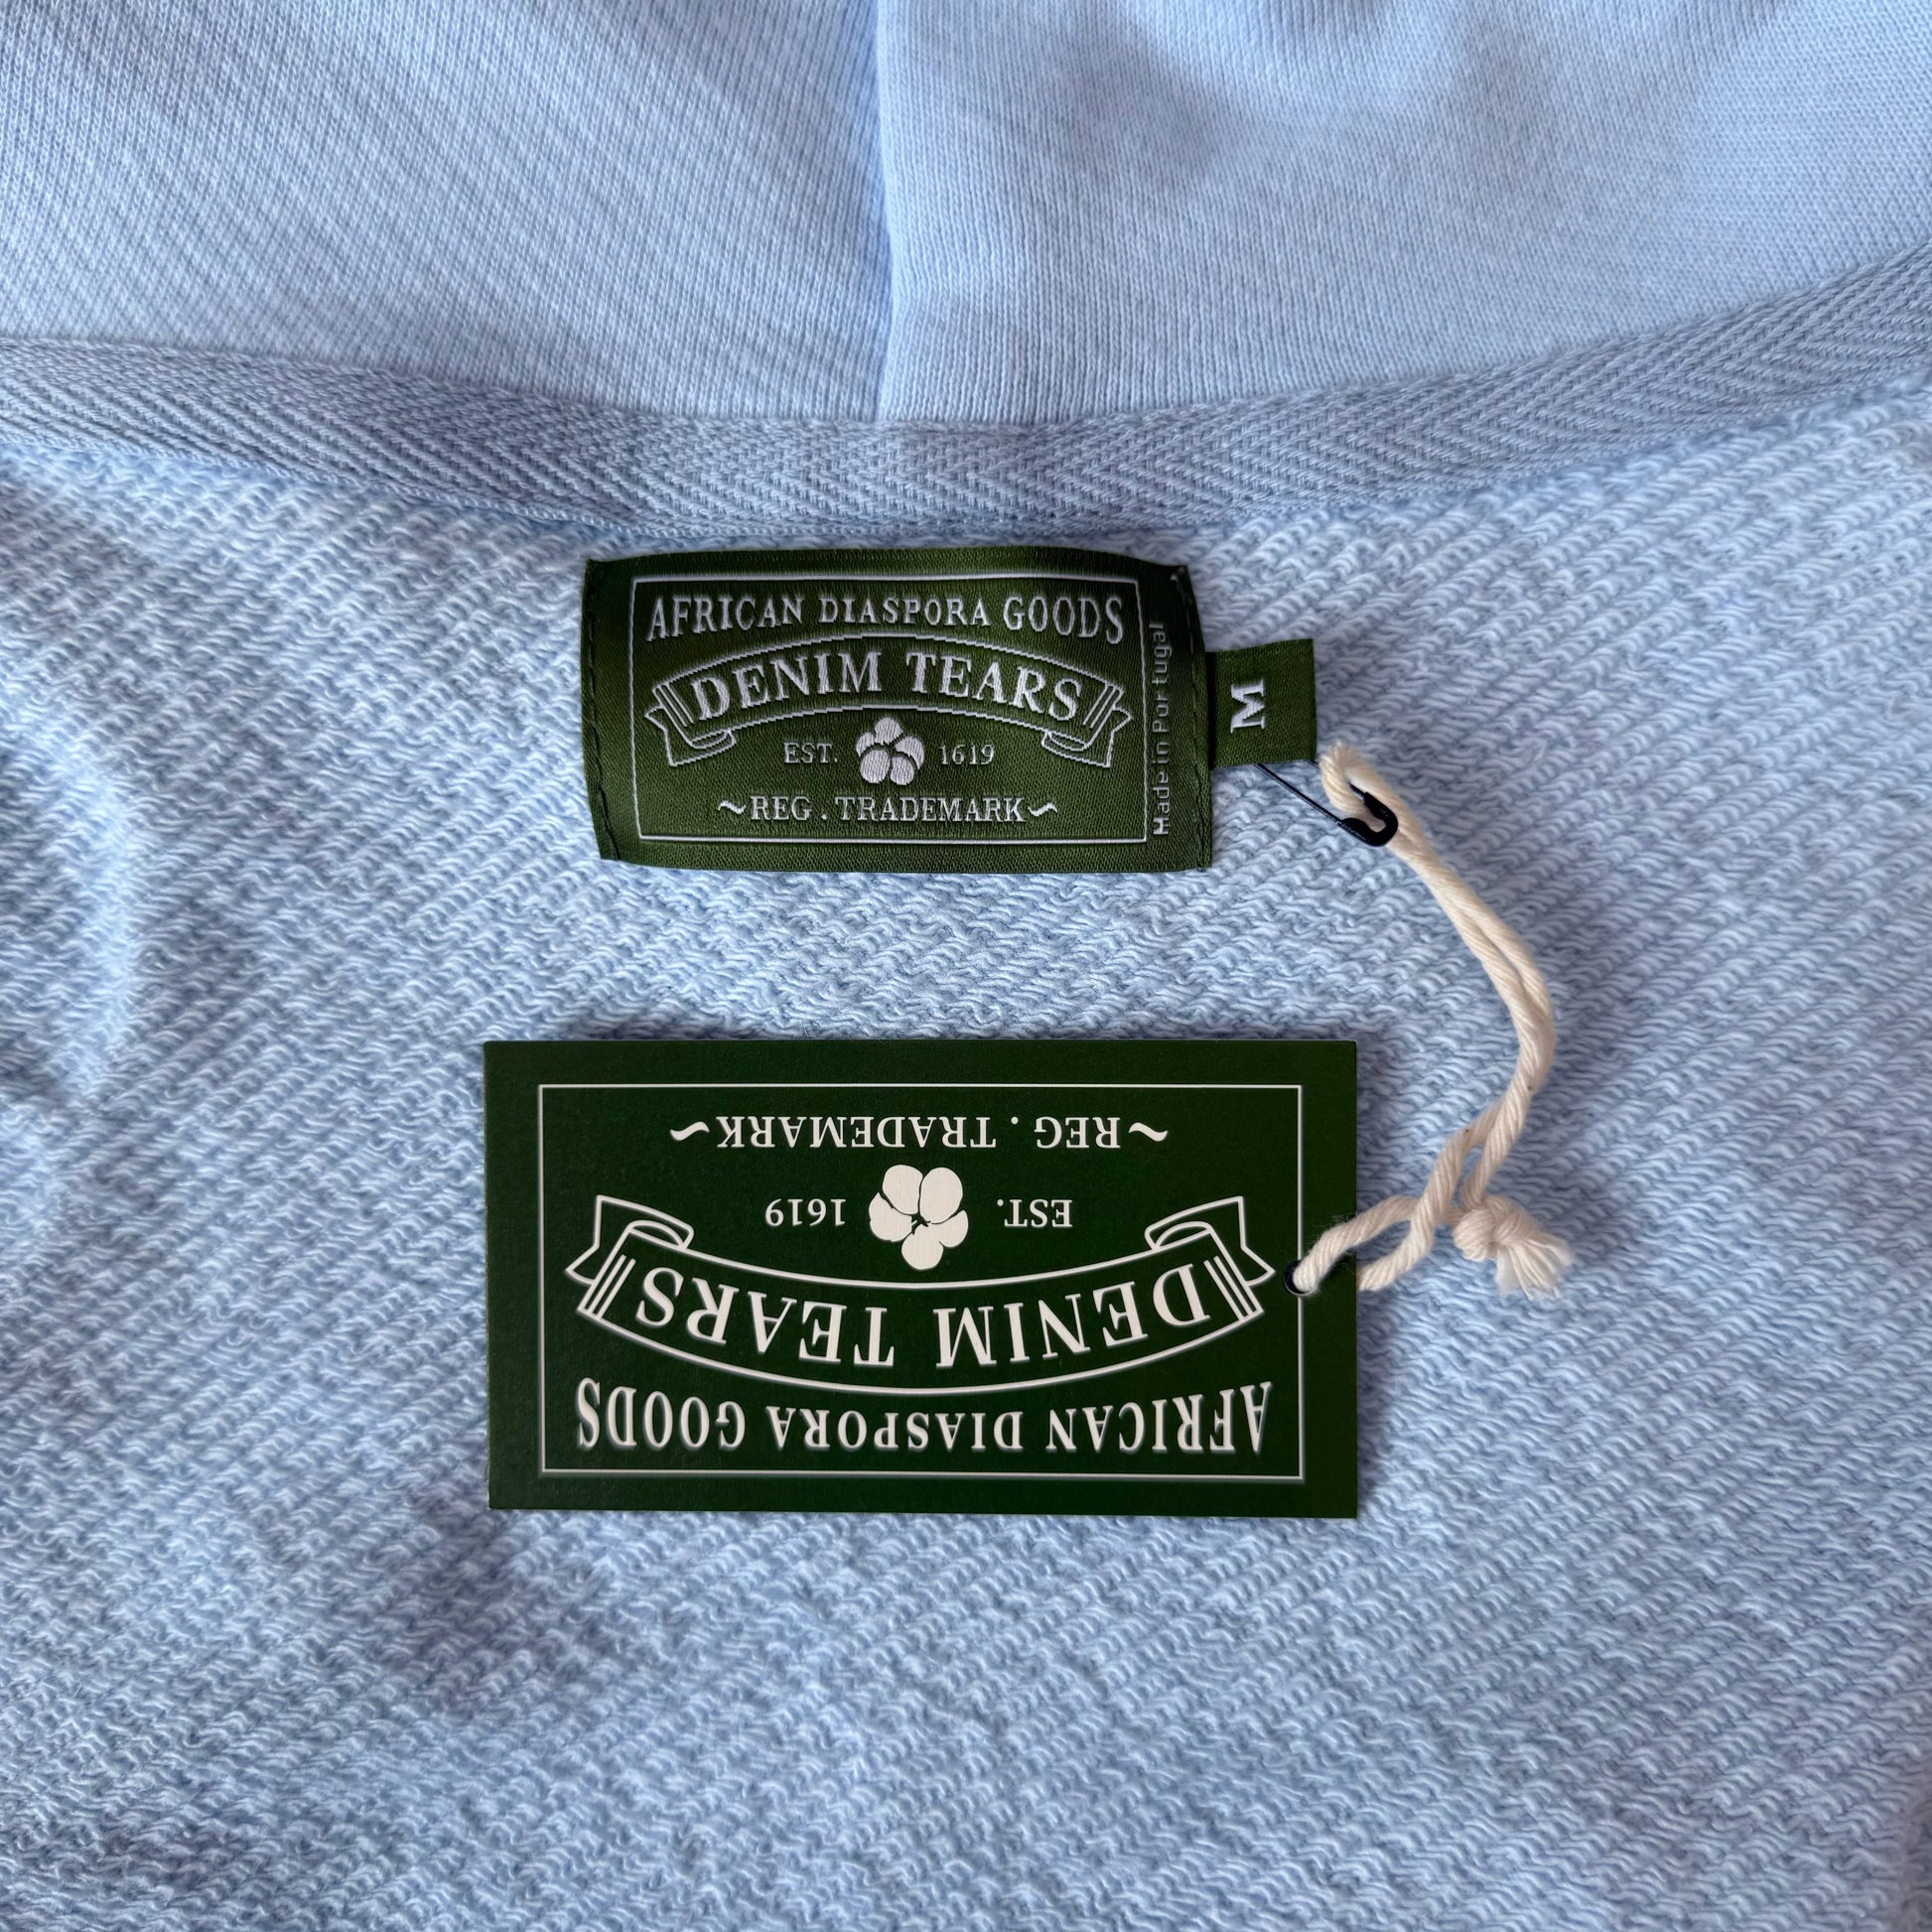 AFRICAN DIASPORA GOODS
DENIM TEARS
EST. 1619
~REG. TRADEMARK~
Made in Portugal
M
AFRICAN DIASPORA GOODS
DENIM TEARS
EST. 1619
~REG. TRADEMARK~